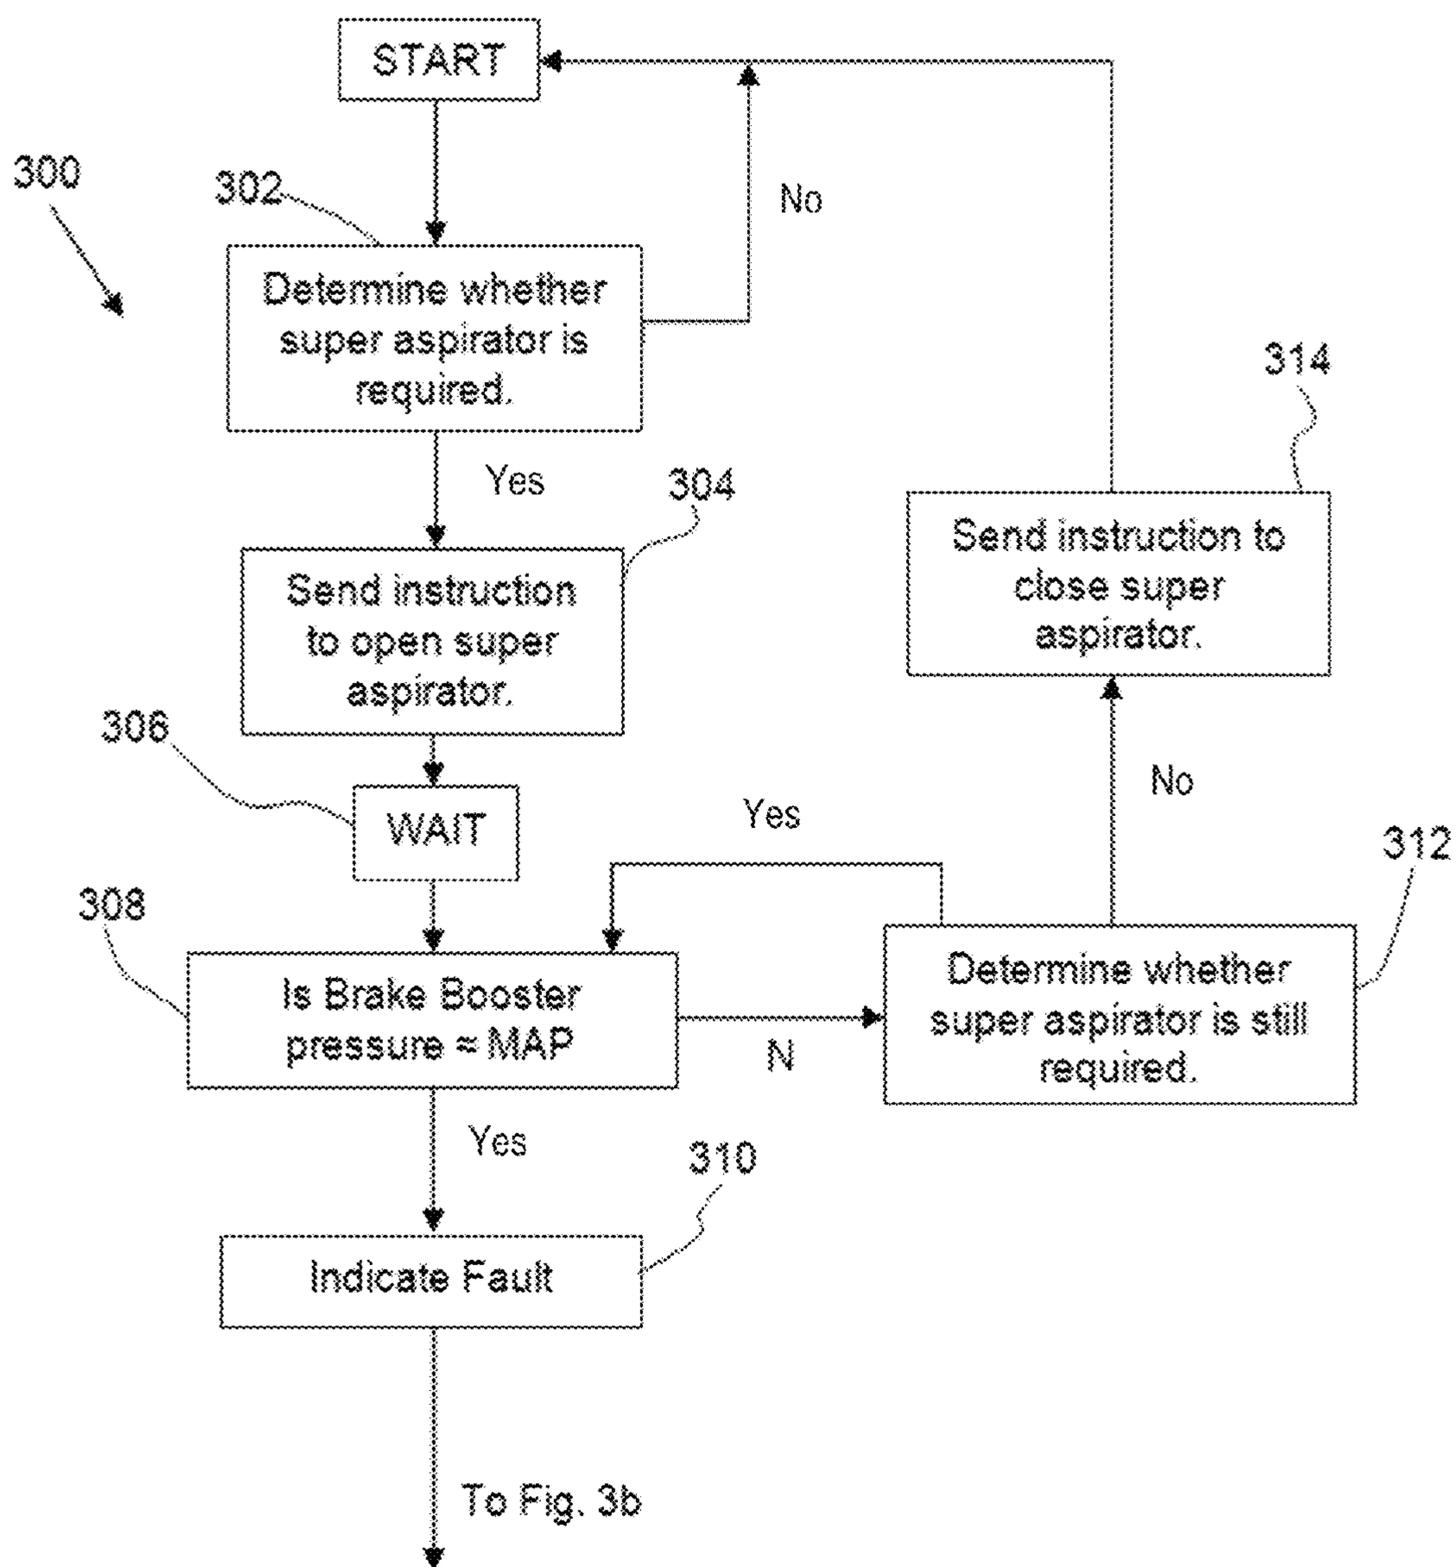 START
300
302
No
Determine whether
super aspirator is
required.
314
Yes
304
Send instruction to
close super
aspirator.
Send instruction
to open super
aspirator.
306
WAIT
Yes
No
312
308
Is Brake Booster
pressure ≈ MAP
N
Determine whether
super aspirator is still
required.
Yes
310
Indicate Fault
To Fig. 3b